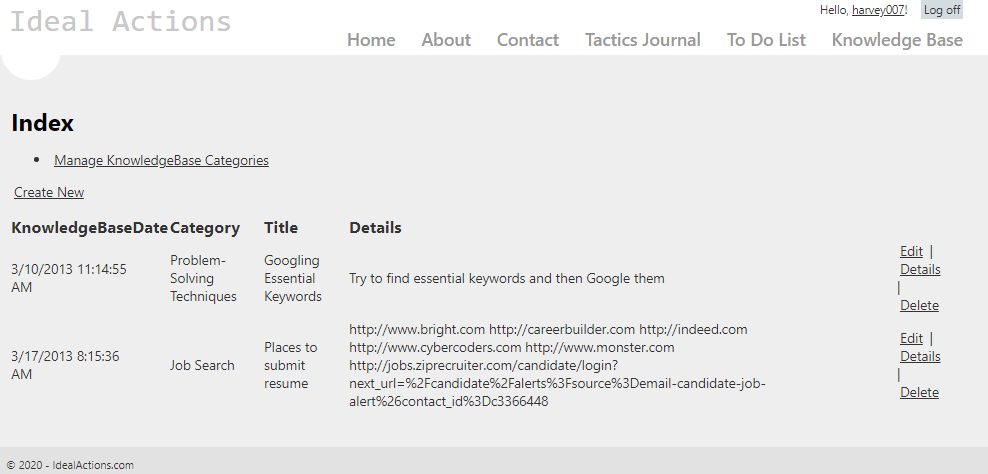 Ideal Actions
Hello, harvey007! Log off
Home About Contact Tactics Journal To Do List Knowledge Base
Index
Manage KnowledgeBase Categories
Create New
KnowledgeBaseDate Category Title Details
3/10/2013 11:14:55
AM
Problem-
Solving
Techniques
Googling
Essential
Keywords
Try to find essential keywords and then Google them
Edit |
Details
|
Delete
3/17/2013 8:15:36
AM
Job Search
Places to
submit
resume
http://www.bright.com http://careerbuilder.com http://indeed.com
http://www.cybercoders.com http://www.monster.com
http://jobs.ziprecruiter.com/candidate/login?
next_url=%2Fcandidate%2Falerts%3Fsource%3Demail-candidate-job-
alert%26contact_id%3Dc3366448
Edit |
Details
|
Delete
© 2020 - IdealActions.com